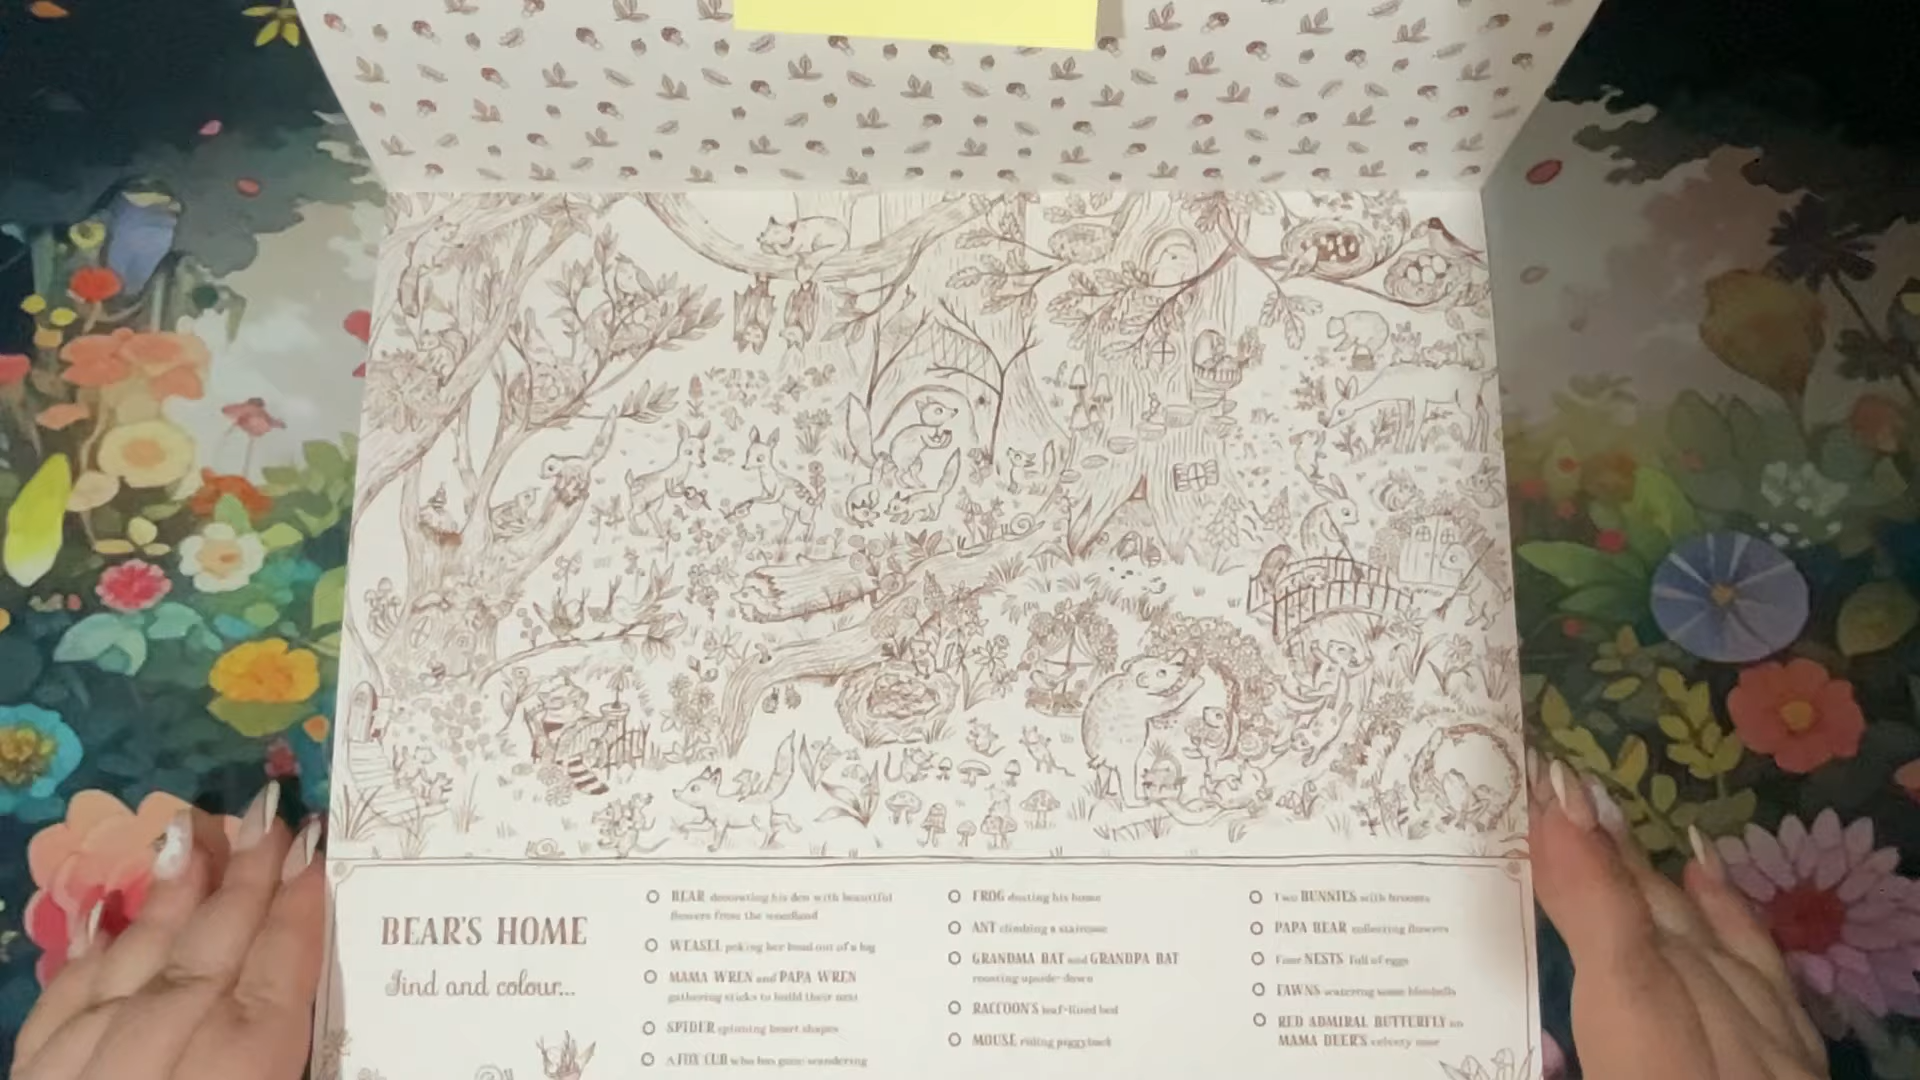 BEAR'S HOME
Find and colour...
BEAR decorating his den with beautiful
flowers from the woodland
WEASEL poking her head out of a log
MAMA WREN and PAPA WREN
gathering sticks to build their nest
SPIDER spinning heart shapes
A FOX CUB who has gone wandering
FROG dusting his home
ANT climbing a staircase
GRANDMA BAT and GRANDPA BAT
roosting upside-down
RACCOON'S leaf-lined bed
MOUSE riding piggyback
Two BUNNIES with brooms
PAPA BEAR collecting flowers
Four NESTS full of eggs
FAWNS watering some bluebells
RED ADMIRAL BUTTERFLY on
MAMA DEER'S velvety nose